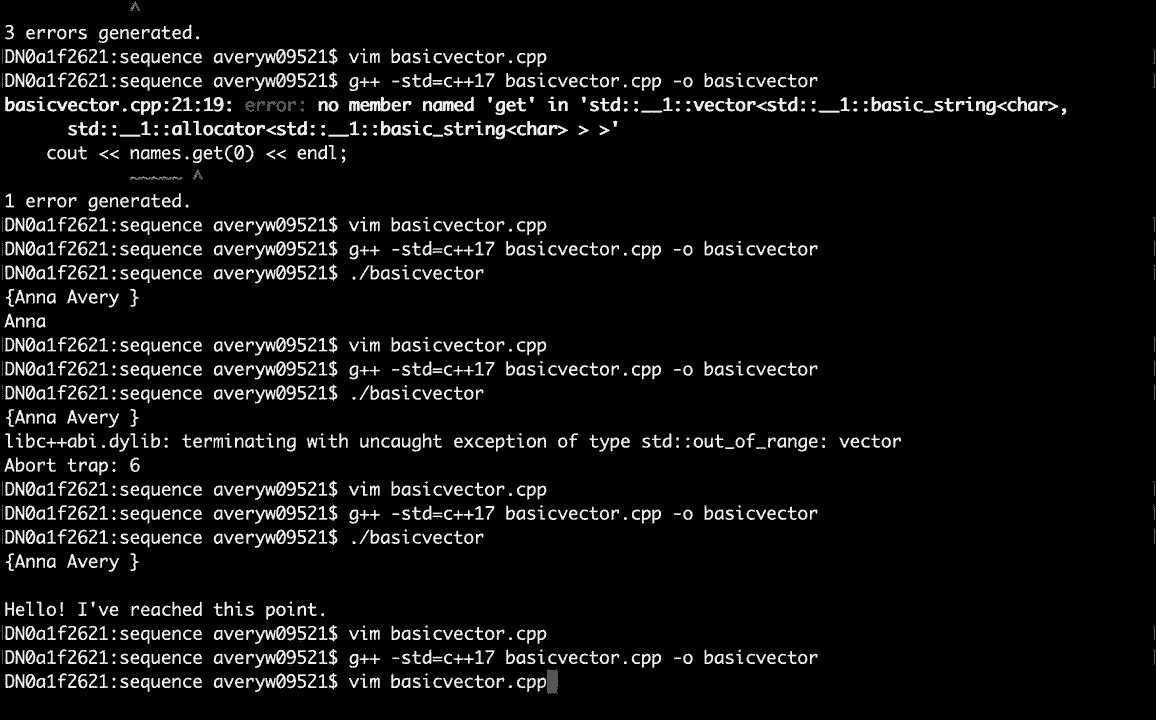 ^
3 errors generated.
DN0a1f2621:sequence averyw09521$ vim basicvector.cpp
DN0a1f2621:sequence averyw09521$ g++ -std=c++17 basicvector.cpp -o basicvector
basicvector.cpp:21:19: error: no member named 'get' in 'std::__1::vector<std::__1::basic_string<char>,
      std::__1::allocator<std::__1::basic_string<char> > >'
    cout << names.get(0) << endl;
            ~~~~~ ^
1 error generated.
DN0a1f2621:sequence averyw09521$ vim basicvector.cpp
DN0a1f2621:sequence averyw09521$ g++ -std=c++17 basicvector.cpp -o basicvector
DN0a1f2621:sequence averyw09521$ ./basicvector
{Anna Avery }
Anna
DN0a1f2621:sequence averyw09521$ vim basicvector.cpp
DN0a1f2621:sequence averyw09521$ g++ -std=c++17 basicvector.cpp -o basicvector
DN0a1f2621:sequence averyw09521$ ./basicvector
{Anna Avery }
libc++abi.dylib: terminating with uncaught exception of type std::out_of_range: vector
Abort trap: 6
DN0a1f2621:sequence averyw09521$ vim basicvector.cpp
DN0a1f2621:sequence averyw09521$ g++ -std=c++17 basicvector.cpp -o basicvector
DN0a1f2621:sequence averyw09521$ ./basicvector
{Anna Avery }

Hello! I've reached this point.
DN0a1f2621:sequence averyw09521$ vim basicvector.cpp
DN0a1f2621:sequence averyw09521$ g++ -std=c++17 basicvector.cpp -o basicvector
DN0a1f2621:sequence averyw09521$ vim basicvector.cpp